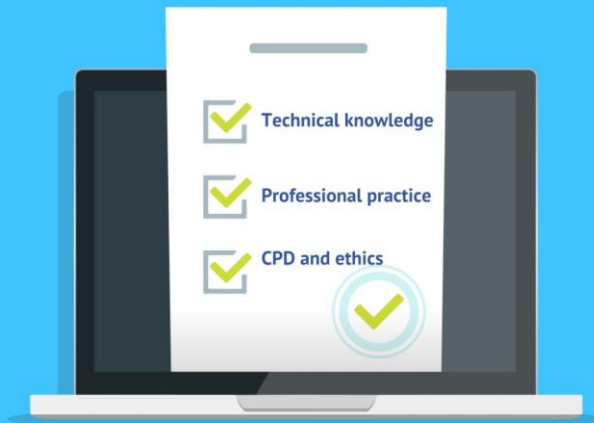 Technical knowledge
Professional practice
CPD and ethics